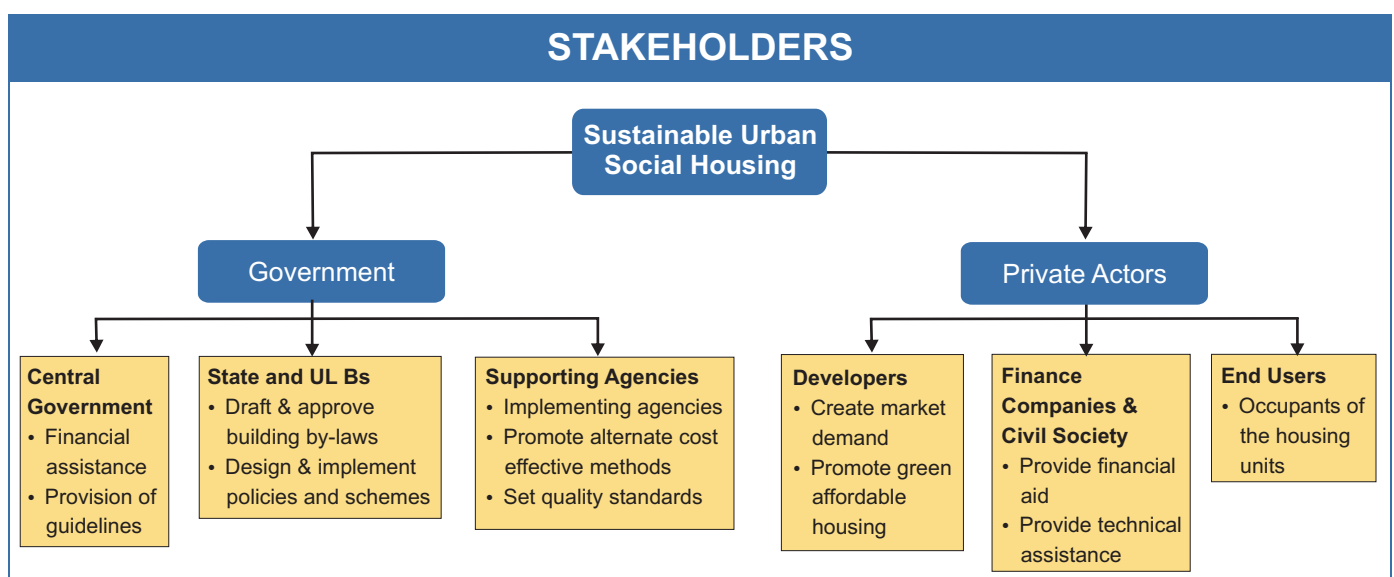 STAKEHOLDERS
Sustainable Urban
Social Housing
Government
Private Actors
Central
Government
• Financial
assistance
• Provision of
guidelines
State and UL Bs
• Draft & approve
building by-laws
• Design & implement
policies and schemes
Supporting Agencies
• Implementing agencies
• Promote alternate cost
effective methods
• Set quality standards
Developers
• Create market
demand
• Promote green
affordable
housing
Finance
Companies &
Civil Society
• Provide financial
aid
• Provide technical
assistance
End Users
• Occupants of
the housing
units